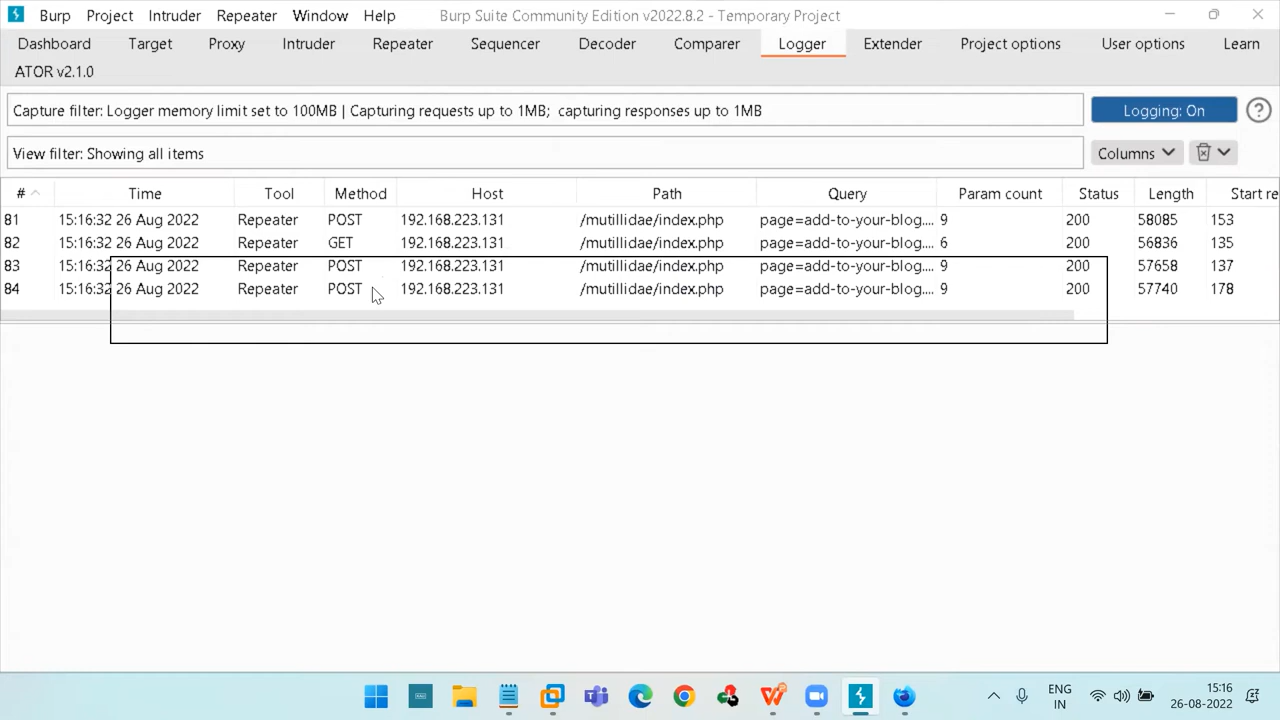 Burp Project Intruder Repeater Window Help Burp Suite Community Edition v2022.8.2 - Temporary Project
Dashboard Target Proxy Intruder Repeater Sequencer Decoder Comparer Logger Extender Project options User options Learn
ATOR v2.1.0
Capture filter: Logger memory limit set to 100MB | Capturing requests up to 1MB; capturing responses up to 1MB Logging: On ?
View filter: Showing all items Columns
# Time Tool Method Host Path Query Param count Status Length Start re
81 15:16:32 26 Aug 2022 Repeater POST 192.168.223.131 /mutillidae/index.php page=add-to-your-blog.... 9 200 58085 153
82 15:16:32 26 Aug 2022 Repeater GET 192.168.223.131 /mutillidae/index.php page=add-to-your-blog.... 6 200 56836 135
83 15:16:32 26 Aug 2022 Repeater POST 192.168.223.131 /mutillidae/index.php page=add-to-your-blog.... 9 200 57658 137
84 15:16:32 26 Aug 2022 Repeater POST 192.168.223.131 /mutillidae/index.php page=add-to-your-blog.... 9 200 57740 178
ENG 15:16
IN 26-08-2022